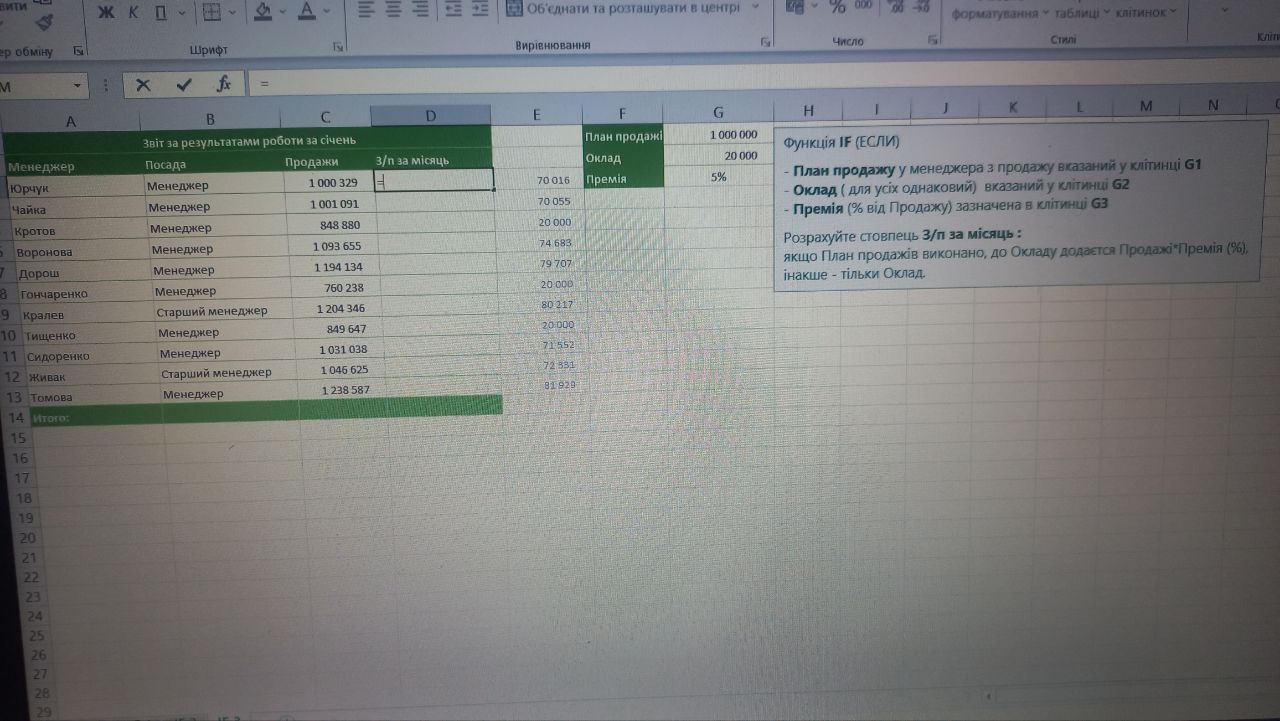 Ж К П
Об'єднати та розташувати в центрі
% 000
форматування таблиці клітинок
ер обміну
Шрифт
Вирівнювання
Число
Стилі
M
fx =
A B C D E F G H I J K L M N
Звіт за результатами роботи за січень
План продажі 1 000 000
Менеджер Посада Продажи З/п за місяць
Оклад 20 000
Юрчук Менеджер 1 000 329 = 70 016
Премія 5%
Чайка Менеджер 1 001 091 70 055
Кротов Менеджер 848 880 20 000
Воронова Менеджер 1 093 655 74 683
7 Дорош Менеджер 1 194 134 79 707
8 Гончаренко Менеджер 760 238 20 000
9 Кралев Старший менеджер 1 204 346 80 217
10 Тищенко Менеджер 849 647 20 000
11 Сидоренко Менеджер 1 031 038 71 552
12 Живак Старший менеджер 1 046 625 72 331
13 Томова Менеджер 1 238 587 81 929
14 Итого:
15
16
17
18
19
20
21
22
23
24
25
26
27
28
29
Функція IF (ЕСЛИ)
- План продажу у менеджера з продажу вказаний у клітинці G1
- Оклад ( для усіх однаковий) вказаний у клітинці G2
- Премія (% від Продажу) зазначена в клітинці G3
Розрахуйте стовпець З/п за місяць :
якщо План продажів виконано, до Окладу додається Продажі*Премія (%),
інакше - тільки Оклад.